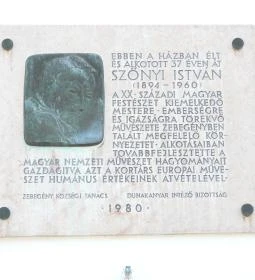 EBBEN A HÁZBAN ÉLT
ÉS ALKOTOTT 37 ÉVEN ÁT
SZŐNYI ISTVÁN
(1894-1960)
A XX. SZÁZADI MAGYAR
FESTÉSZET KIEMELKEDŐ
MESTERE. EMBERSÉGRE
ÉS IGAZSÁGRA TÖREKVŐ
MŰVÉSZETE ZEBEGÉNYBEN
TALÁLT MEGFELELŐ KÖR-
NYEZETET. ALKOTÁSAIBAN
TOVÁBBFEJLESZTETTE A
MAGYAR NEMZETI MŰVÉSZET HAGYOMÁNYAIT
GAZDAGÍTVA AZT A KORTÁRS EURÓPAI MŰVÉ-
SZET HUMÁNUS ÉRTÉKEINEK ÁTVÉTELÉVEL.
ZEBEGÉNY KÖZSÉGI TANÁCS DUNAKANYAR INTÉZŐ BIZOTTSÁG
· 1980 ·